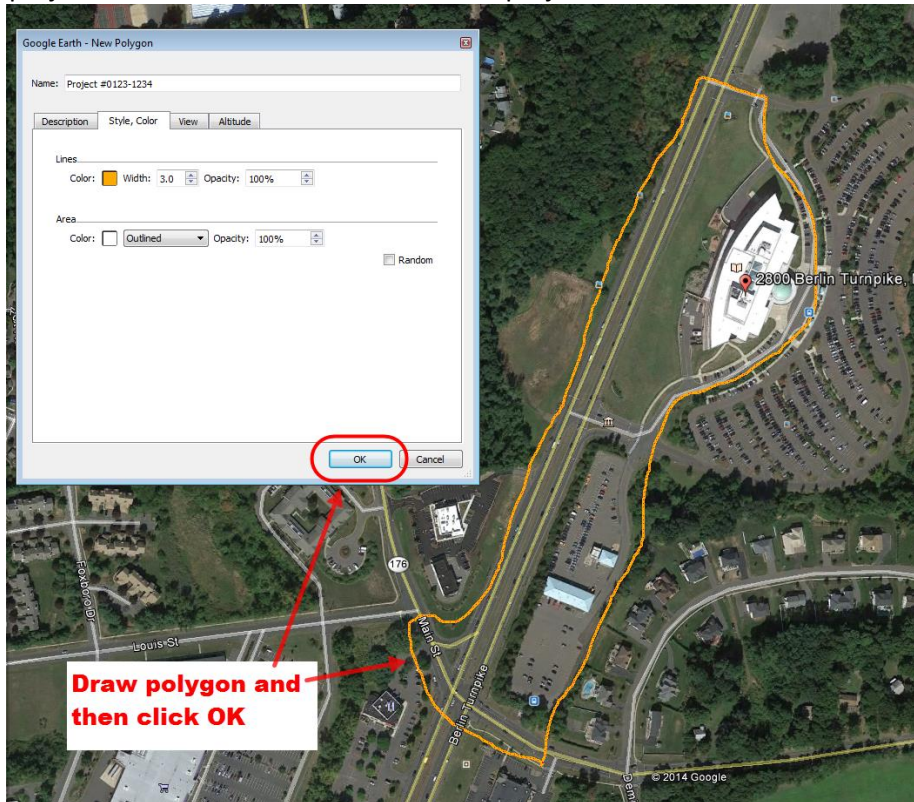 Google Earth - New Polygon
Name: Project #0123-1234
Description Style, Color View Altitude
Lines
Color: Width: 3.0 Opacity: 100%
Area
Color: Outlined Opacity: 100%
Random
OK Cancel
2800 Berlin Turnpike,
176
Foxboro Dr
Louis St
Main St
Berlin Turnpike
Draw polygon and
then click OK
© 2014 Google